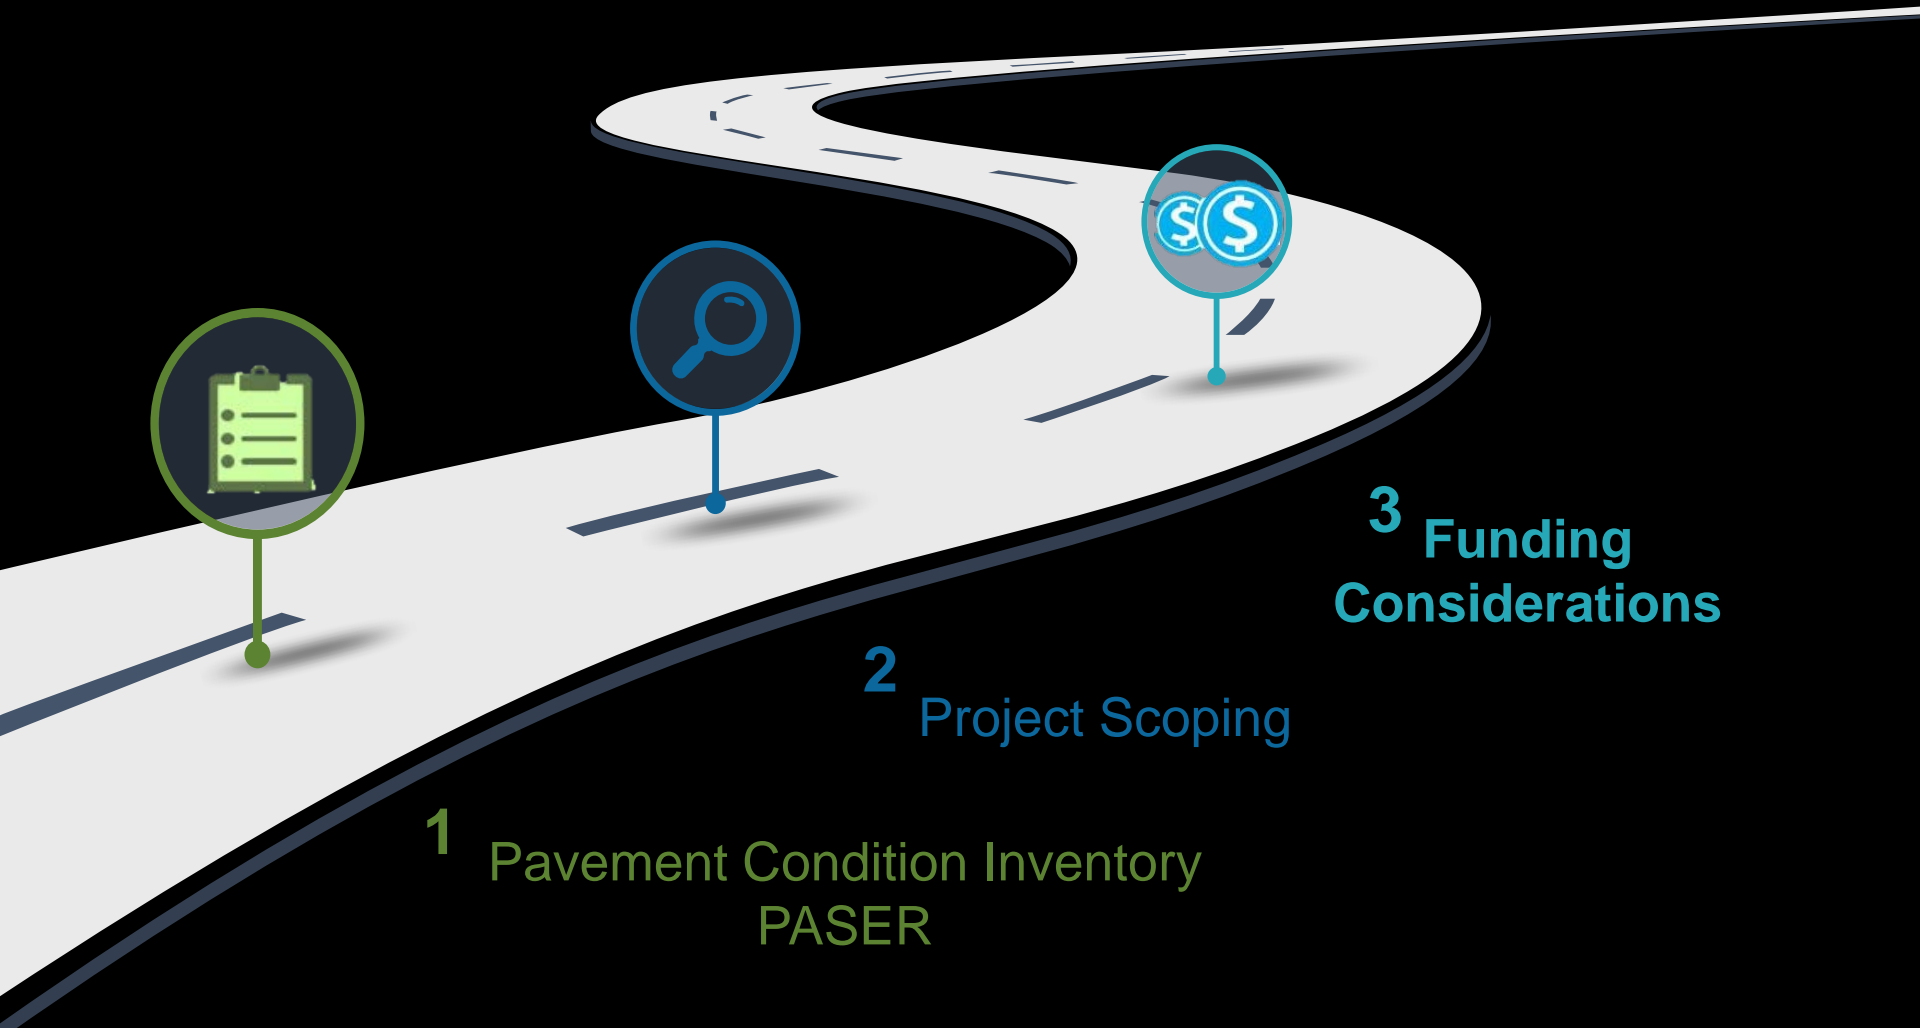 1
Pavement Condition Inventory
PASER
2
Project Scoping
3
Funding
Considerations
$ $